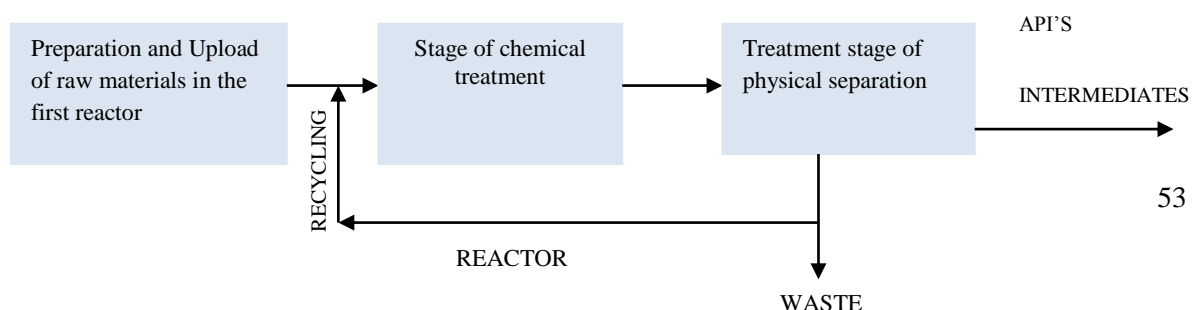 Preparation and Upload
of raw materials in the
first reactor
Stage of chemical
treatment
Treatment stage of
physical separation
API'S
INTERMEDIATES
RECYCLING
53
REACTOR
WASTE